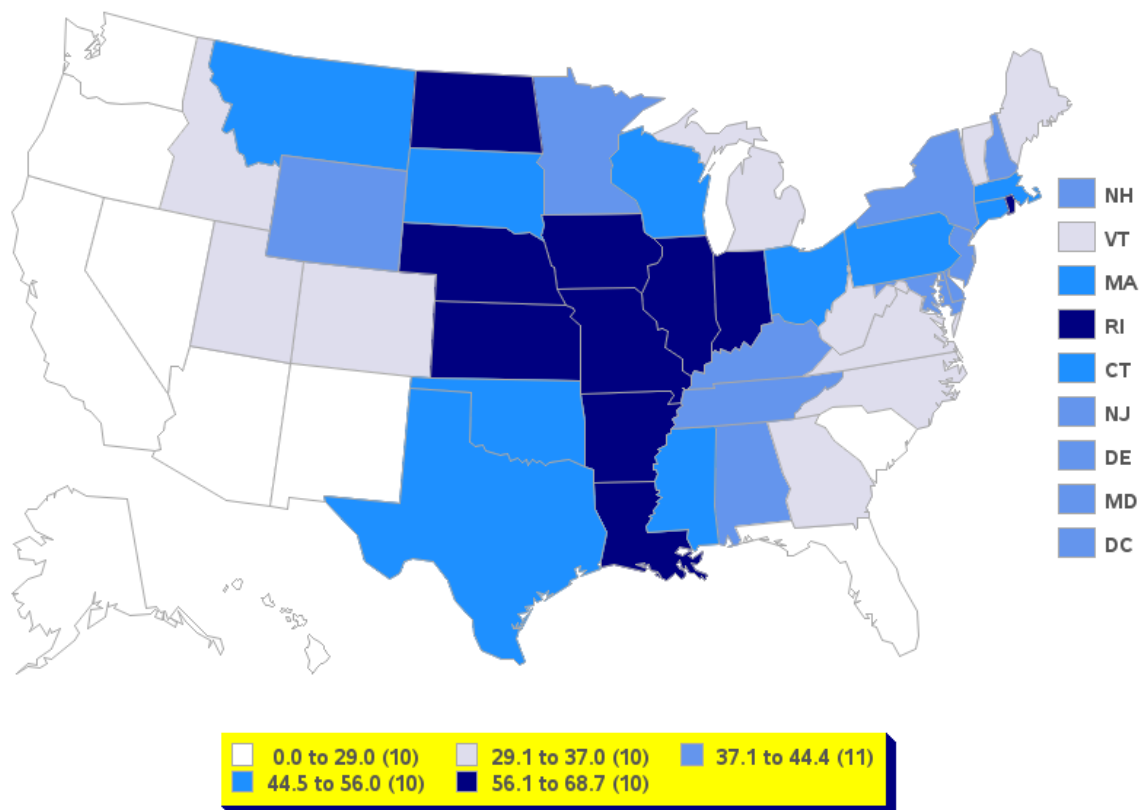 NH
VT
MA
RI
CT
NJ
DE
MD
DC
0.0 to 29.0 (10) 29.1 to 37.0 (10) 37.1 to 44.4 (11)
44.5 to 56.0 (10) 56.1 to 68.7 (10)